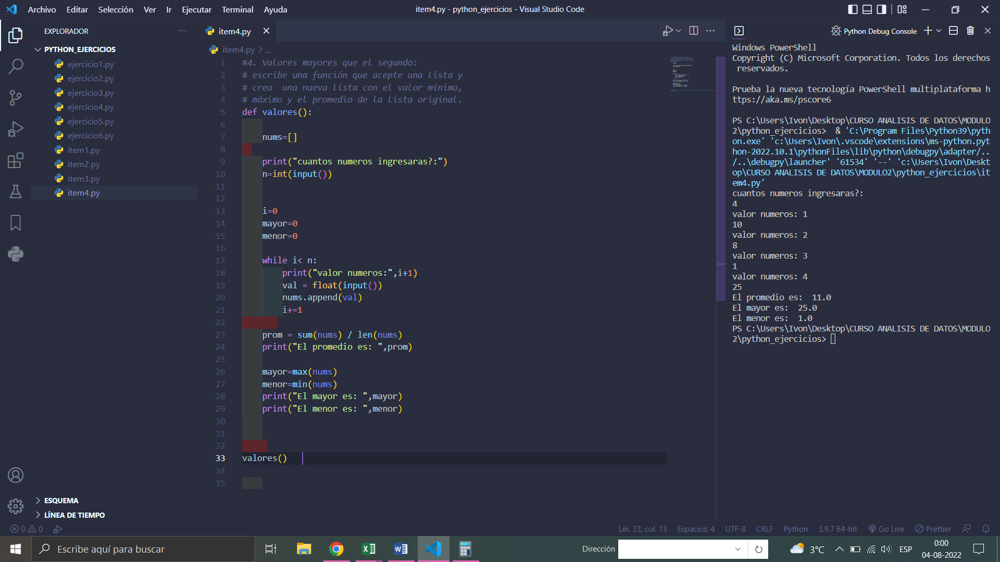 Archivo Editar Selección Ver Ir Ejecutar Terminal Ayuda
item4.py - python_ejercicios - Visual Studio Code
EXPLORADOR
PYTHON_EJERCICIOS
ejercicio1.py
ejercicio2.py
ejercicio3.py
ejercicio4.py
ejercicio5.py
ejercicio6.py
item1.py
item2.py
item3.py
item4.py
ESQUEMA
LÍNEA DE TIEMPO
item4.py
item4.py > ...
1 #4. Valores mayores que el segundo:
2 # escribe una función que acepte una lista y
3 # crea  una nueva lista con el valor mínimo,
4 # máximo y el promedio de la lista original.
5 def valores():
6
7     nums=[]
8
9     print("cuantos numeros ingresaras?:")
10     n=int(input())
11
12
13     i=0
14     mayor=0
15     menor=0
16
17     while i< n:
18         print("valor numeros:",i+1)
19         val = float(input())
20         nums.append(val)
21         i+=1
22
23     prom = sum(nums) / len(nums)
24     print("El promedio es: ",prom)
25
26     mayor=max(nums)
27     menor=min(nums)
28     print("El mayor es: ",mayor)
29     print("El menor es: ",menor)
30
31
32
33 valores()
34
35
Python Debug Console
Windows PowerShell
Copyright (C) Microsoft Corporation. Todos los derechos
 reservados.
Prueba la nueva tecnología PowerShell multiplataforma h
ttps://aka.ms/pscore6
PS C:\Users\Ivon\Desktop\CURSO ANALISIS DE DATOS\MODULO
2\python_ejercicios>  & 'C:\Program Files\Python39\pyth
on.exe' 'c:\Users\Ivon\.vscode\extensions\ms-python.pyt
hon-2022.10.1\pythonFiles\lib\python\debugpy\adapter/..
/..\debugpy\launcher' '61534' '--' 'c:\Users\Ivon\Deskt
op\CURSO ANALISIS DE DATOS\MODULO2\python_ejercicios\it
em4.py'
cuantos numeros ingresaras?:
4
valor numeros: 1
10
valor numeros: 2
8
valor numeros: 3
1
valor numeros: 4
25
El promedio es:  11.0
El mayor es:  25.0
El menor es:  1.0
PS C:\Users\Ivon\Desktop\CURSO ANALISIS DE DATOS\MODULO
2\python_ejercicios>
0 0
Lín. 33, col. 13 Espacios: 4 UTF-8 CRLF Python 3.9.7 64-bit Go Live Prettier
Escribe aquí para buscar
Dirección
3°C
ESP
0:00
04-08-2022